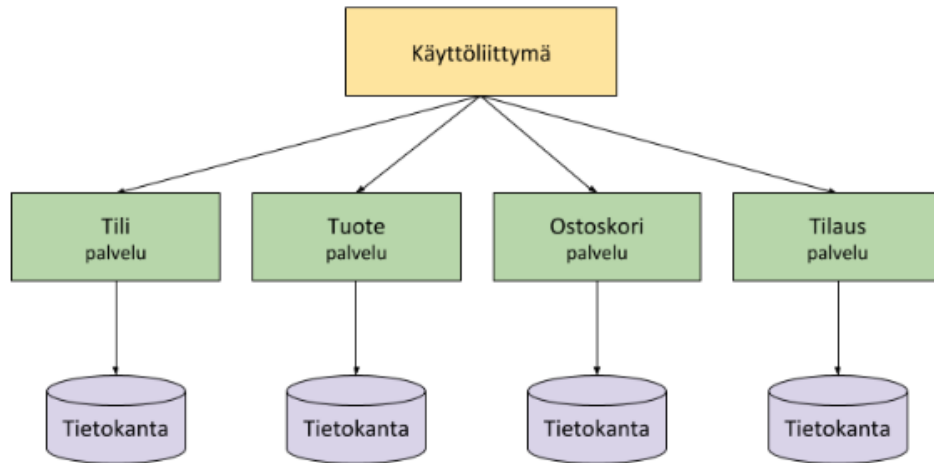 Käyttöliittymä
Tili
palvelu
Tuote
palvelu
Ostoskori
palvelu
Tilaus
palvelu
Tietokanta
Tietokanta
Tietokanta
Tietokanta